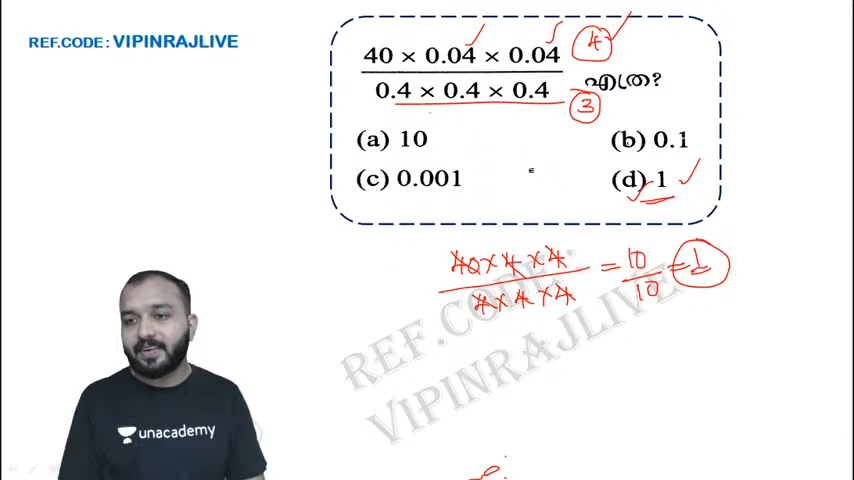 REF.CODE: VIPINRAJLIVE
40 × 0.04 × 0.04
0.4 × 0.4 × 0.4
4
3
എത്ര?
(a) 10
(b) 0.1
(c) 0.001
(d) 1
40 × 4 × 4
4 × 4 × 4
= 10
10
= 1
REF.CODE:
VIPINRAJLIVE
unacademy